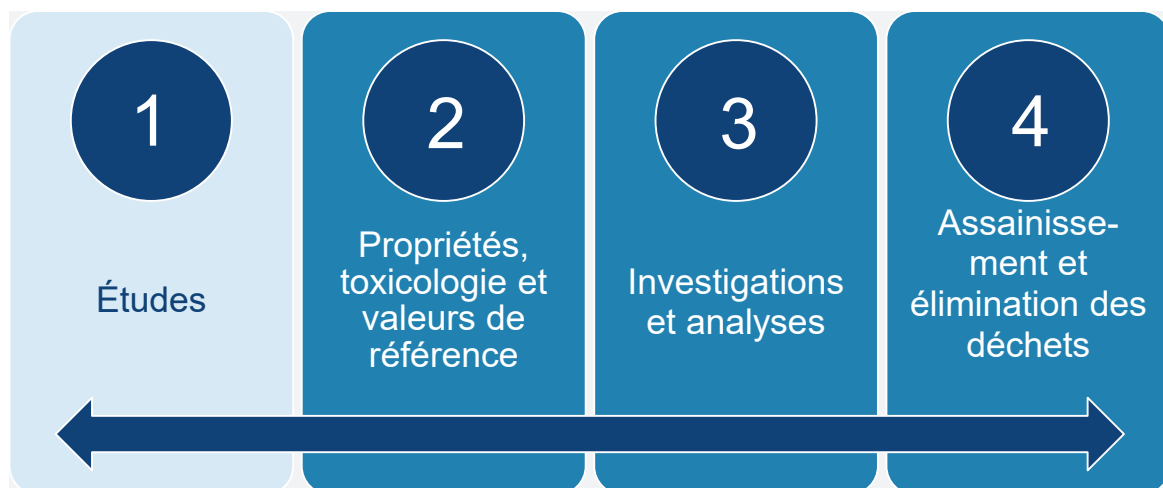 1
Études
2
Propriétés,
toxicologie et
valeurs de
référence
3
Investigations
et analyses
4
Assainisse-
ment et
élimination des
déchets